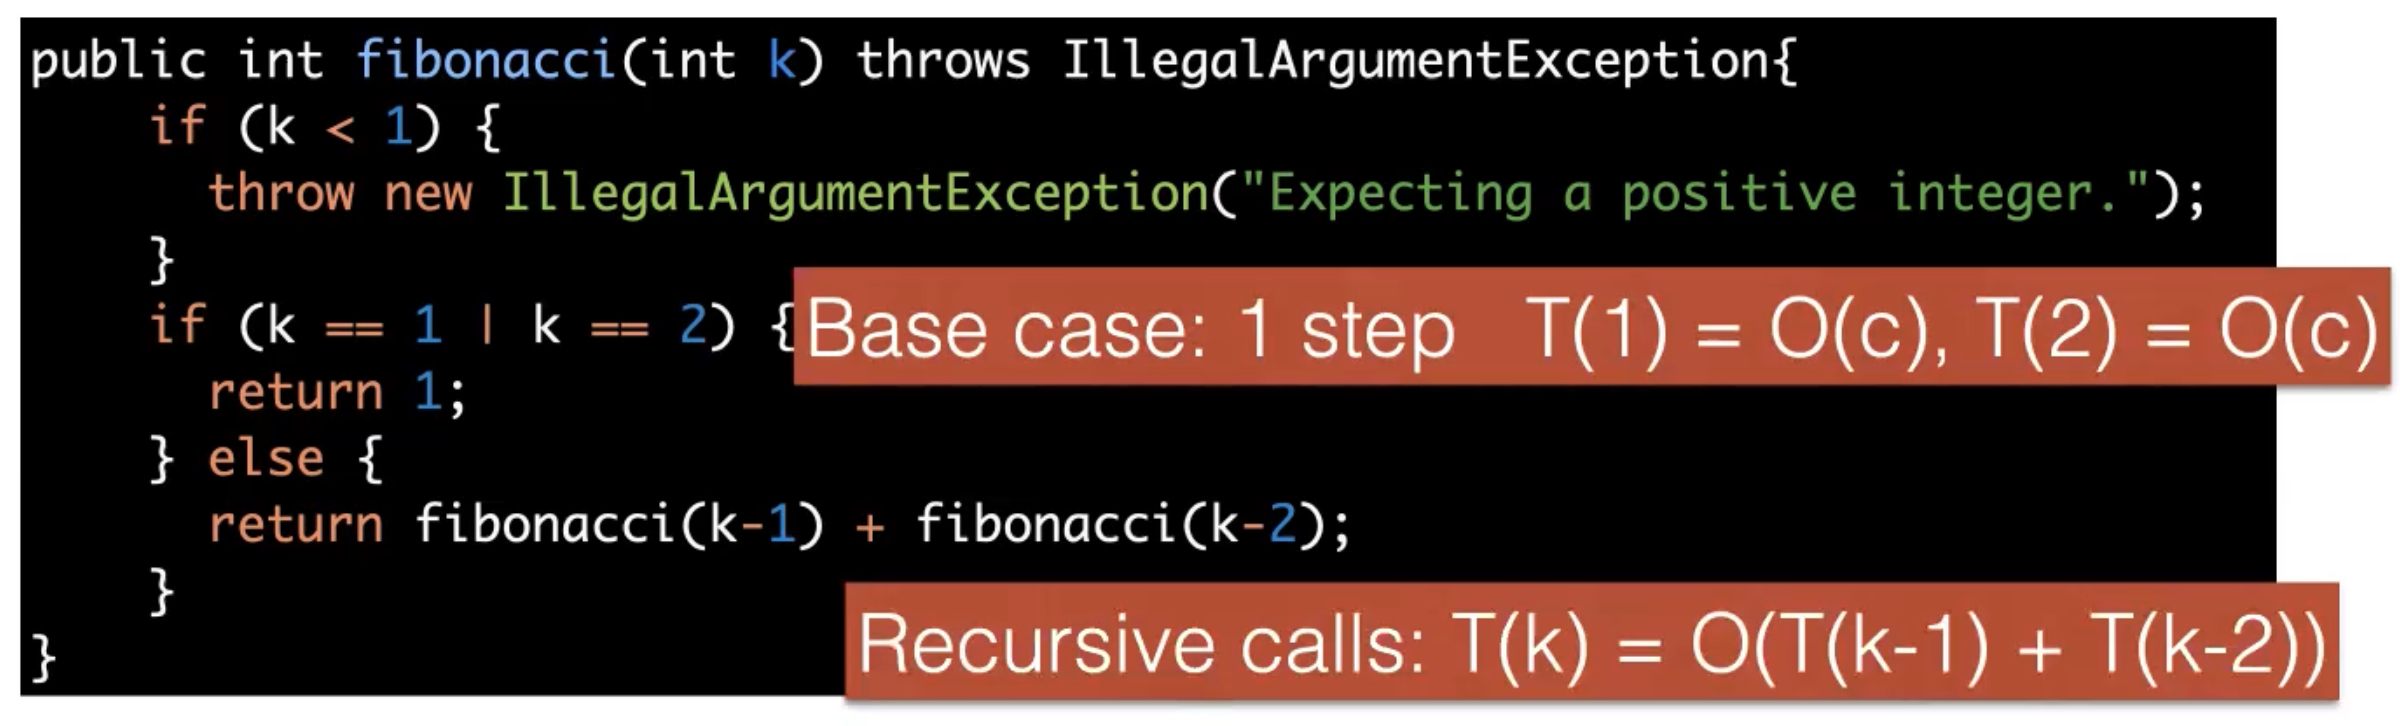 public int fibonacci(int k) throws IllegalArgumentException{
if (k < 1) {
throw new IllegalArgumentException("Expecting a positive integer.");
}
if (k == 1 | k == 2) {
Base case: 1 step T(1) = O(c), T(2) = O(c)
return 1;
} else {
return fibonacci(k-1) + fibonacci(k-2);
}
Recursive calls: T(k) = O(T(k-1) + T(k-2))
}